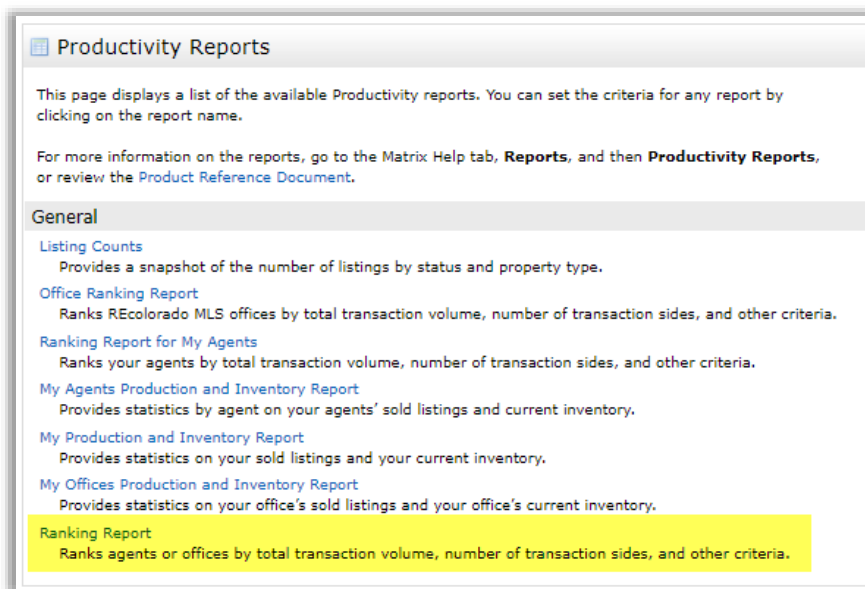 Productivity Reports
This page displays a list of the available Productivity reports. You can set the criteria for any report by
clicking on the report name.
For more information on the reports, go to the Matrix Help tab, Reports, and then Productivity Reports,
or review the Product Reference Document.
General
Listing Counts
Provides a snapshot of the number of listings by status and property type.
Office Ranking Report
Ranks REcolorado MLS offices by total transaction volume, number of transaction sides, and other criteria.
Ranking Report for My Agents
Ranks your agents by total transaction volume, number of transaction sides, and other criteria.
My Agents Production and Inventory Report
Provides statistics by agent on your agents' sold listings and current inventory.
My Production and Inventory Report
Provides statistics on your sold listings and your current inventory.
My Offices Production and Inventory Report
Provides statistics on your office's sold listings and your office's current inventory.
Ranking Report
Ranks agents or offices by total transaction volume, number of transaction sides, and other criteria.